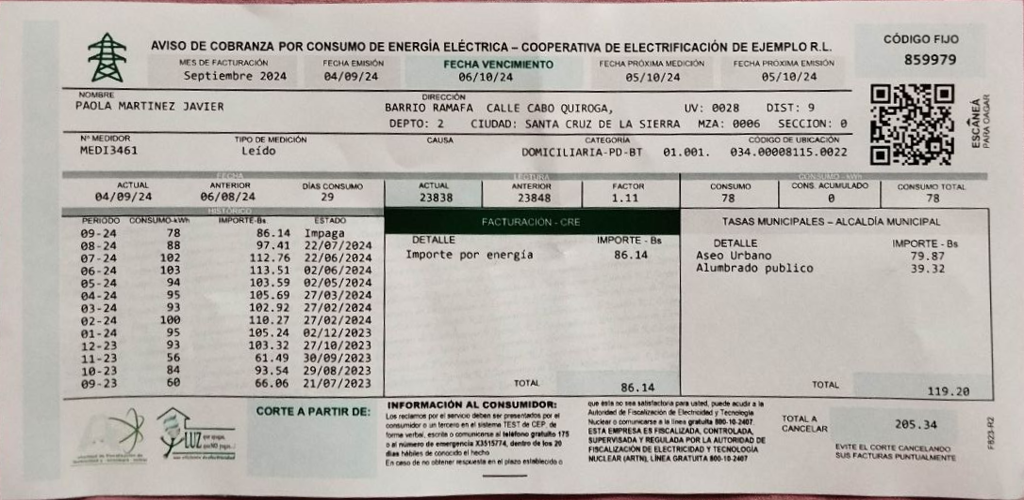 AVISO DE COBRANZA POR CONSUMO DE ENERGÍA ELÉCTRICA – COOPERATIVA DE ELECTRIFICACIÓN DE EJEMPLO R.L.
CÓDIGO FIJO
859979
MES DE FACTURACIÓN FECHA EMISIÓN FECHA VENCIMIENTO FECHA PRÓXIMA MEDICIÓN FECHA PRÓXIMA EMISIÓN
Septiembre 2024 04/09/24 06/10/24 05/10/24 05/10/24
NOMBRE DIRECCIÓN
PAOLA MARTINEZ JAVIER BARRIO RAMAFA CALLE CABO QUIROGA, UV: 0028 DIST: 9
DEPTO: 2 CIUDAD: SANTA CRUZ DE LA SIERRA MZA: 0006 SECCION: 0
ESCANEÁ
PARA PAGAR
Nº MEDIDOR TIPO DE MEDICIÓN CAUSA CATEGORÍA CÓDIGO DE UBICACIÓN
MEDI3461 Leído DOMICILIARIA-PD-BT 01.001. 034.00008115.0022
FECHA LECTURA CONSUMO - kWh
ACTUAL ANTERIOR DÍAS CONSUMO ACTUAL ANTERIOR FACTOR CONSUMO CONS. ACUMULADO CONSUMO TOTAL
04/09/24 06/08/24 29 23838 23848 1.11 78 0 78
HISTÓRICO
PERIODO CONSUMO-kWh IMPORTE-Bs ESTADO
09-24 78 86.14 Impaga
08-24 88 97.41 22/07/2024
07-24 102 112.76 22/06/2024
06-24 103 113.51 02/06/2024
05-24 94 103.59 02/05/2024
04-24 95 105.69 27/03/2024
03-24 93 102.92 27/02/2024
02-24 100 110.27 27/02/2024
01-24 95 105.24 02/12/2023
12-23 93 103.32 27/10/2023
11-23 56 61.49 30/09/2023
10-23 84 93.54 29/08/2023
09-23 60 66.06 21/07/2023
FACTURACIÓN - CRE
DETALLE IMPORTE - Bs
Importe por energía 86.14
TOTAL 86.14
TASAS MUNICIPALES – ALCALDÍA MUNICIPAL
DETALLE IMPORTE - Bs
Aseo Urbano 79.87
Alumbrado publico 39.32
TOTAL 119.20
LUZ
CORTE A PARTIR DE:
INFORMACIÓN AL CONSUMIDOR:
Los reclamos por el servicio deben ser presentados por el
consumidor o un tercero en el sistema TEST de CEP, de
forma verbal, escrita o comunicarse al teléfono gratuito 175
o al número de emergencia X3515774, dentro de los 20
días hábiles de conocido el hecho
En caso de no obtener respuesta en el plazo establecido o
que esta no sea satisfactoria para usted, puede acudir a la
Autoridad de Fiscalización de Electricidad y Tecnología
Nuclear o comunicarse a la línea gratuita 800-10-2407.
ESTA EMPRESA ES FISCALIZADA, CONTROLADA,
SUPERVISADA Y REGULADA POR LA AUTORIDAD DE
FISCALIZACIÓN DE ELECTRICIDAD Y TECNOLOGÍA
NUCLEAR (ARTN), LÍNEA GRATUITA 800-10-2407
TOTAL A
CANCELAR 205.34
EVITE EL CORTE CANCELANDO
SUS FACTURAS PUNTUALMENTE
F823-R2